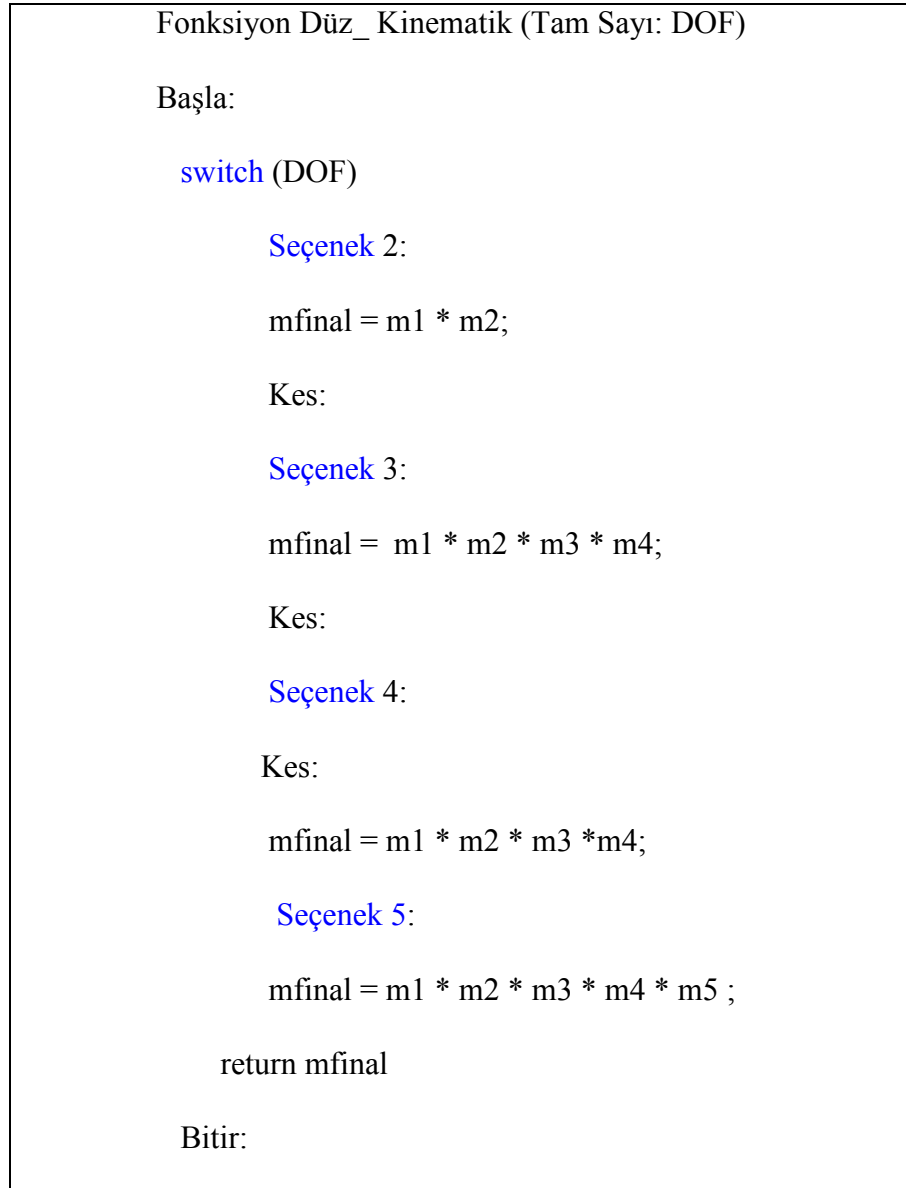 Fonksiyon Düz_ Kinematik (Tam Sayı: DOF)
Başla:
switch (DOF)
Seçenek 2:
mfinal = m1 * m2;
Kes:
Seçenek 3:
mfinal = m1 * m2 * m3 * m4;
Kes:
Seçenek 4:
Kes:
mfinal = m1 * m2 * m3 *m4;
Seçenek 5:
mfinal = m1 * m2 * m3 * m4 * m5 ;
return mfinal
Bitir: